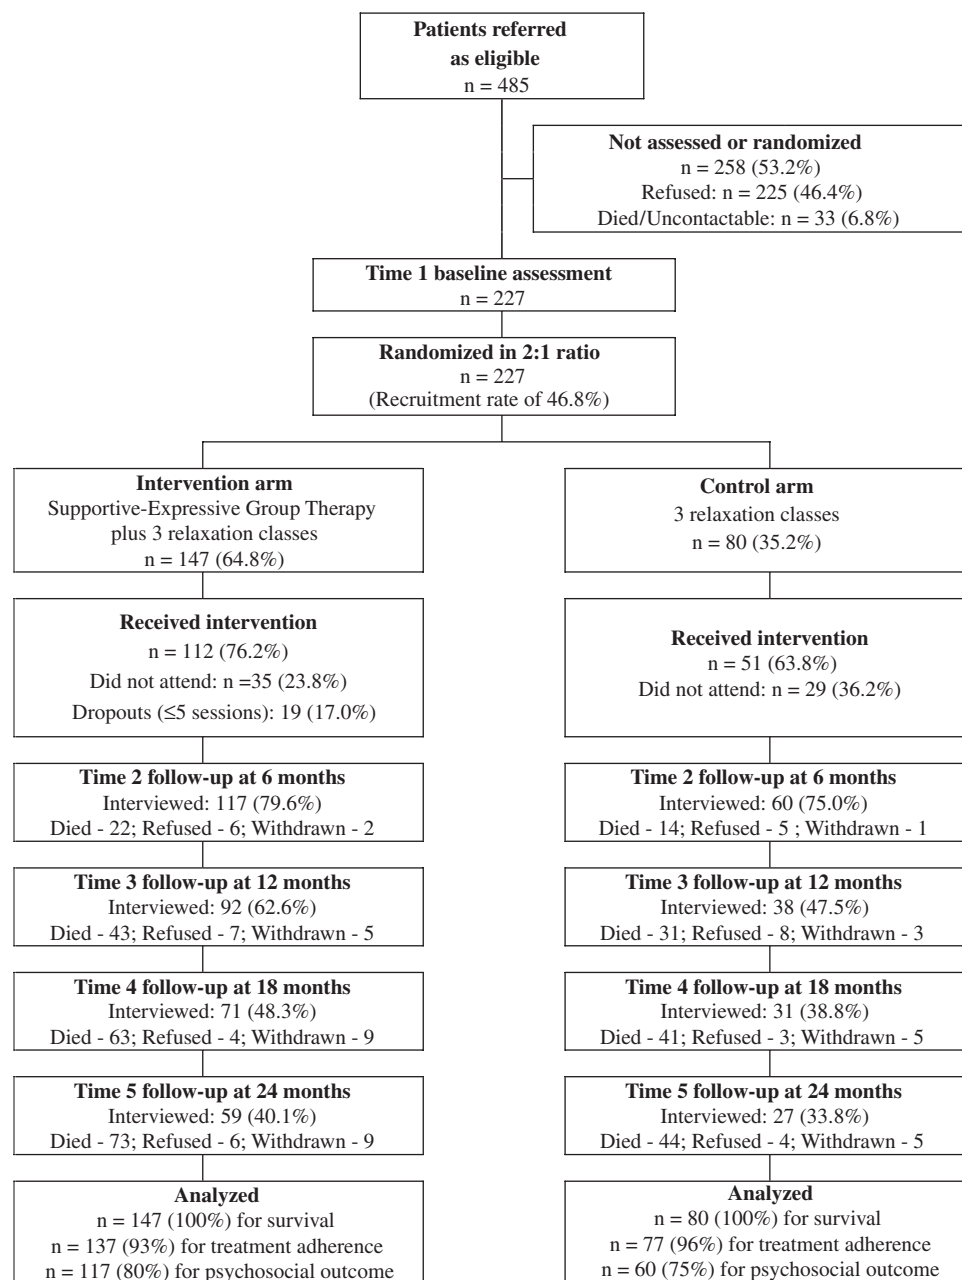 Patients referred
as eligible
n = 485
Not assessed or randomized
n = 258 (53.2%)
Refused: n = 225 (46.4%)
Died/Uncontactable: n = 33 (6.8%)
Time 1 baseline assessment
n = 227
Randomized in 2:1 ratio
n = 227
(Recruitment rate of 46.8%)
Intervention arm
Supportive-Expressive Group Therapy
plus 3 relaxation classes
n = 147 (64.8%)
Control arm
3 relaxation classes
n = 80 (35.2%)
Received intervention
n = 112 (76.2%)
Did not attend: n =35 (23.8%)
Dropouts (≤5 sessions): 19 (17.0%)
Received intervention
n = 51 (63.8%)
Did not attend: n = 29 (36.2%)
Time 2 follow-up at 6 months
Interviewed: 117 (79.6%)
Died - 22; Refused - 6; Withdrawn - 2
Time 2 follow-up at 6 months
Interviewed: 60 (75.0%)
Died - 14; Refused - 5 ; Withdrawn - 1
Time 3 follow-up at 12 months
Interviewed: 92 (62.6%)
Died - 43; Refused - 7; Withdrawn - 5
Time 3 follow-up at 12 months
Interviewed: 38 (47.5%)
Died - 31; Refused - 8; Withdrawn - 3
Time 4 follow-up at 18 months
Interviewed: 71 (48.3%)
Died - 63; Refused - 4; Withdrawn - 9
Time 4 follow-up at 18 months
Interviewed: 31 (38.8%)
Died - 41; Refused - 3; Withdrawn - 5
Time 5 follow-up at 24 months
Interviewed: 59 (40.1%)
Died - 73; Refused - 6; Withdrawn - 9
Time 5 follow-up at 24 months
Interviewed: 27 (33.8%)
Died - 44; Refused - 4; Withdrawn - 5
Analyzed
n = 147 (100%) for survival
n = 137 (93%) for treatment adherence
n = 117 (80%) for psychosocial outcome
Analyzed
n = 80 (100%) for survival
n = 77 (96%) for treatment adherence
n = 60 (75%) for psychosocial outcome